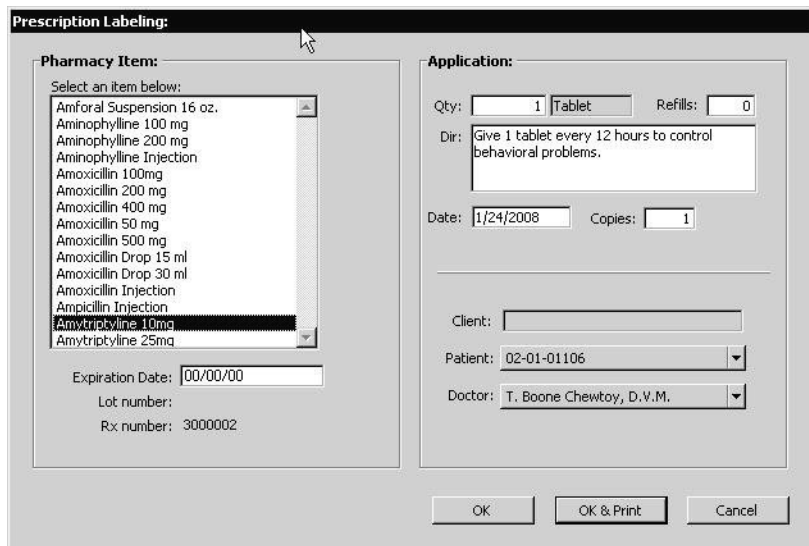 Prescription Labeling:
Pharmacy Item:
Select an item below:
Amforal Suspension 16 oz.
Aminophylline 100 mg
Aminophylline 200 mg
Aminophylline Injection
Amoxicillin 100mg
Amoxicillin 200 mg
Amoxicillin 400 mg
Amoxicillin 50 mg
Amoxicillin 500 mg
Amoxicillin Drop 15 ml
Amoxicillin Drop 30 ml
Amoxicillin Injection
Ampicillin Injection
Amytriptyline 10mg
Amytriptyline 25mg
Expiration Date: 00/00/00
Lot number:
Rx number: 3000002
Application:
Qty: 1 Tablet Refills: 0
Dir: Give 1 tablet every 12 hours to control
behavioral problems.
Date: 1/24/2008 Copies: 1
Client:
Patient: 02-01-01106
Doctor: T. Boone Chewtoy, D.V.M.
OK OK & Print Cancel